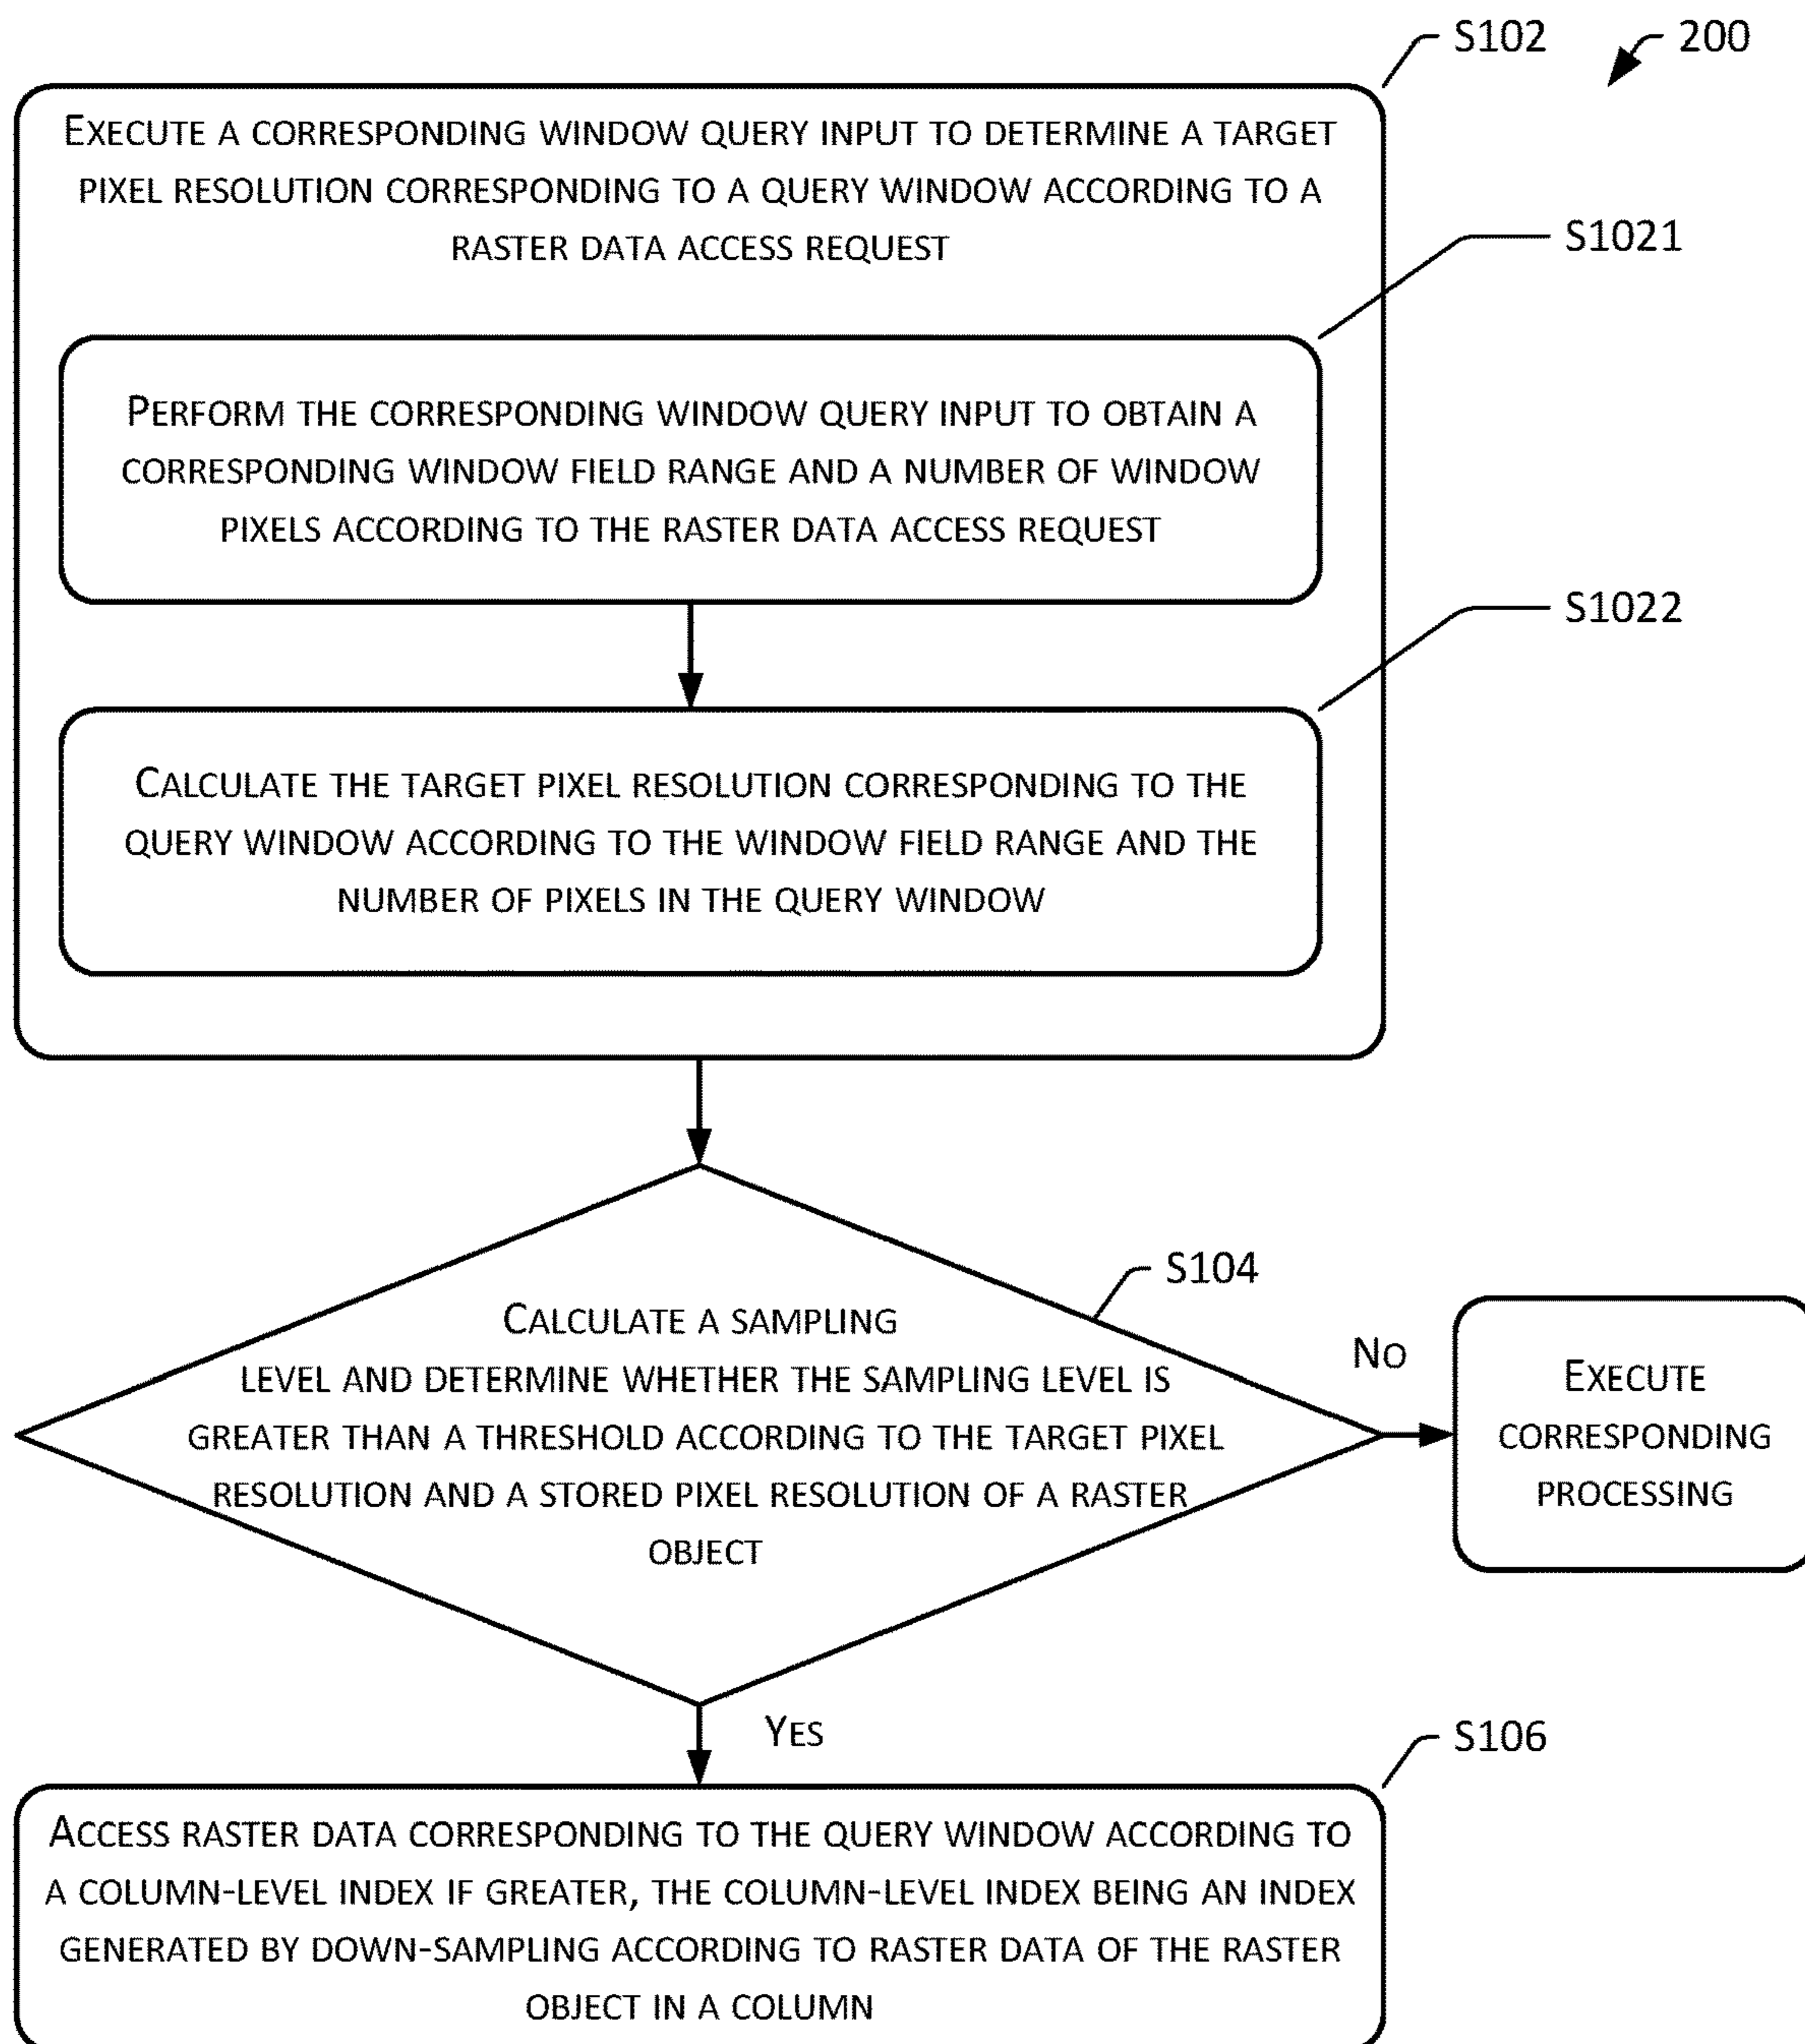 S102
200
EXECUTE A CORRESPONDING WINDOW QUERY INPUT TO DETERMINE A TARGET
PIXEL RESOLUTION CORRESPONDING TO A QUERY WINDOW ACCORDING TO A
RASTER DATA ACCESS REQUEST
S1021
PERFORM THE CORRESPONDING WINDOW QUERY INPUT TO OBTAIN A
CORRESPONDING WINDOW FIELD RANGE AND A NUMBER OF WINDOW
PIXELS ACCORDING TO THE RASTER DATA ACCESS REQUEST
S1022
CALCULATE THE TARGET PIXEL RESOLUTION CORRESPONDING TO THE
QUERY WINDOW ACCORDING TO THE WINDOW FIELD RANGE AND THE
NUMBER OF PIXELS IN THE QUERY WINDOW
S104
CALCULATE A SAMPLING
LEVEL AND DETERMINE WHETHER THE SAMPLING LEVEL IS
GREATER THAN A THRESHOLD ACCORDING TO THE TARGET PIXEL
RESOLUTION AND A STORED PIXEL RESOLUTION OF A RASTER
OBJECT
NO
EXECUTE
CORRESPONDING
PROCESSING
YES
S106
ACCESS RASTER DATA CORRESPONDING TO THE QUERY WINDOW ACCORDING TO
A COLUMN-LEVEL INDEX IF GREATER, THE COLUMN-LEVEL INDEX BEING AN INDEX
GENERATED BY DOWN-SAMPLING ACCORDING TO RASTER DATA OF THE RASTER
OBJECT IN A COLUMN